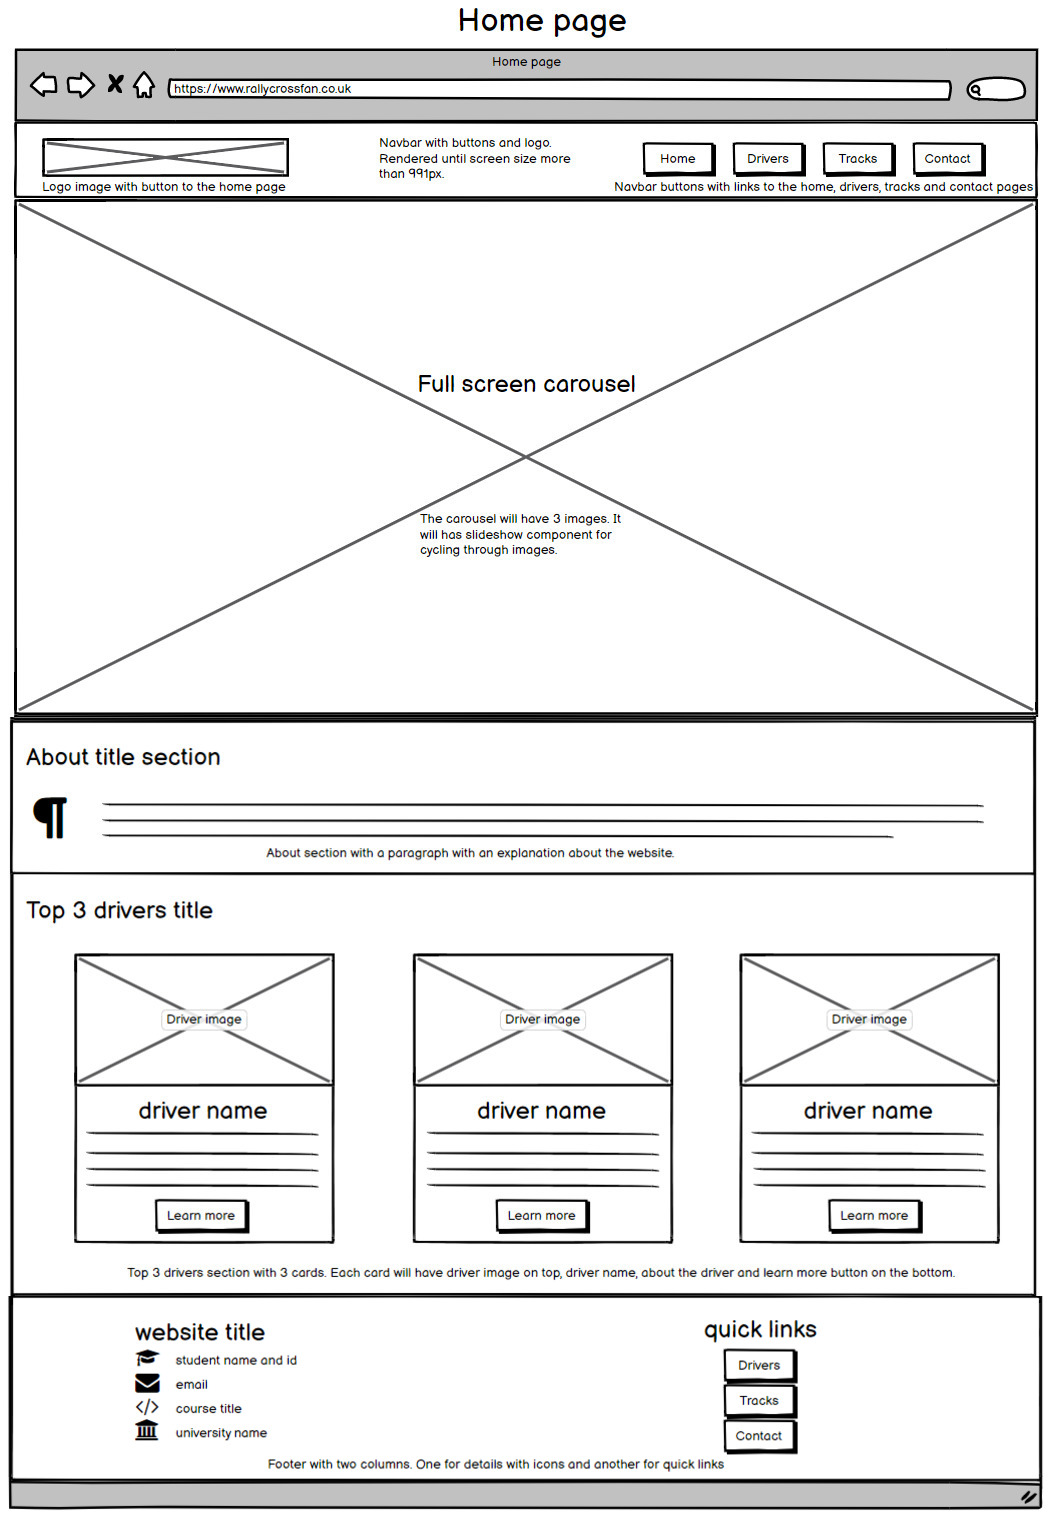 Home page
Home page
https://www.rallycrossfan.co.uk
Navbar with buttons and logo.
Rendered until screen size more
than 991px.
Home
Drivers
Tracks
Contact
Logo image with button to the home page
Navbar buttons with links to the home, drivers, tracks and contact pages
Full screen carousel
The carousel will have 3 images. It
will has slideshow component for
cycling through images.
About title section
About section with a paragraph with an explanation about the website.
Top 3 drivers title
Driver image
Driver image
Driver image
driver name
driver name
driver name
Learn more
Learn more
Learn more
Top 3 drivers section with 3 cards. Each card will have driver image on top, driver name, about the driver and learn more button on the bottom.
website title
student name and id
email
course title
university name
quick links
Drivers
Tracks
Contact
Footer with two columns. One for details with icons and another for quick links